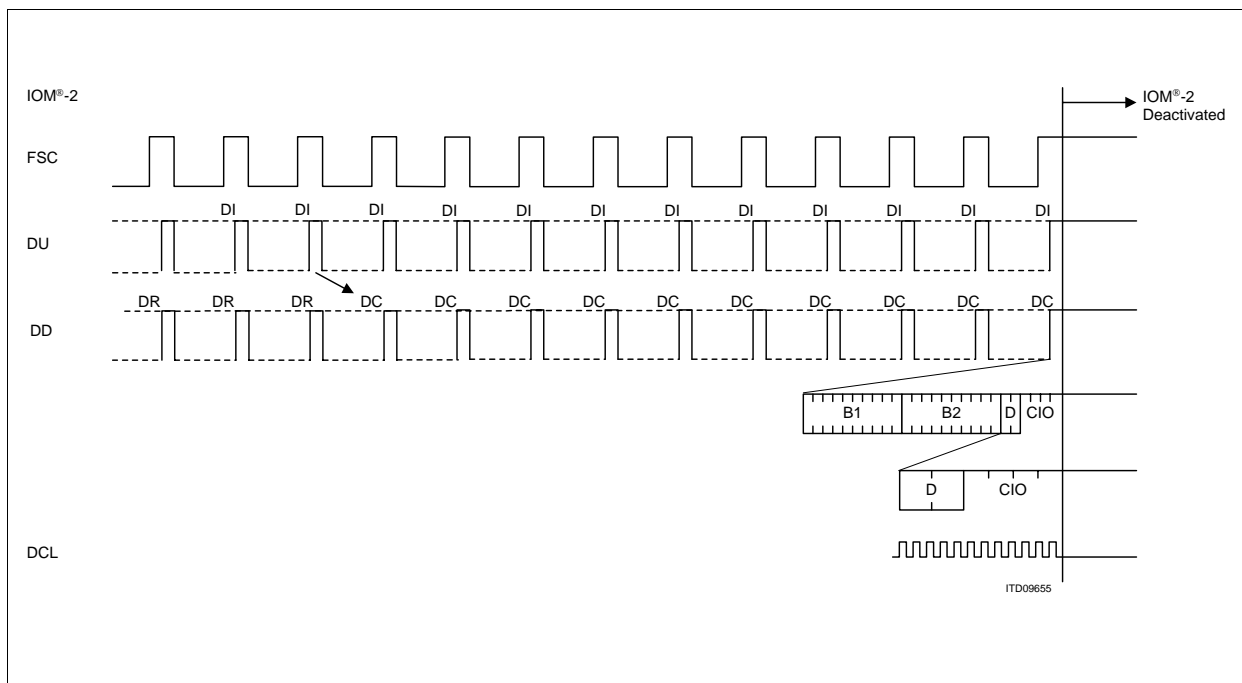 IOM®-2
IOM®-2
Deactivated
FSC
DI DI DI DI DI DI DI DI DI DI DI DI
DU
DR DR DR DC DC DC DC DC DC DC DC DC DC
DD
B1 B2 D CIO
D CIO
DCL
ITD09655